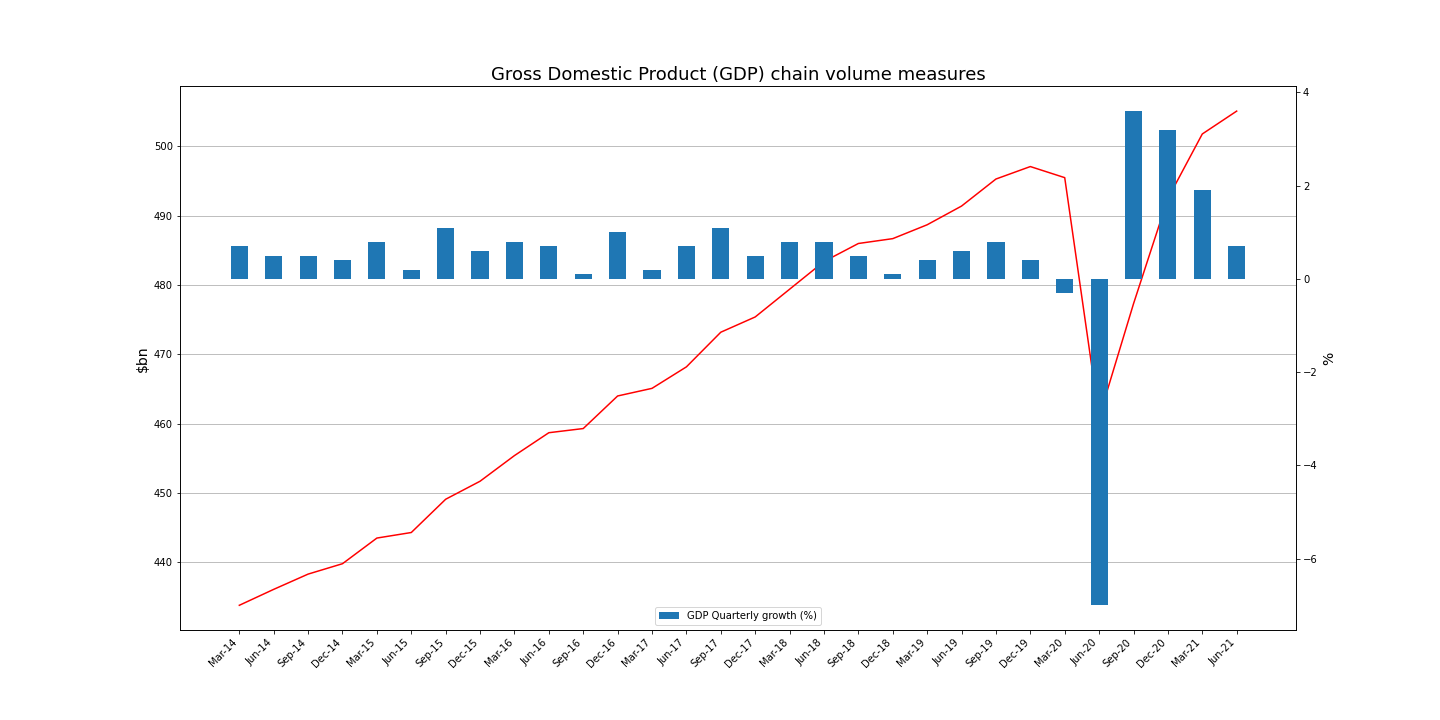 Gross Domestic Product (GDP) chain volume measures
$bn
500
490
480
470
460
450
440
4
2
0
−2
−4
−6
%
GDP Quarterly growth (%)
Mar-14
Jun-14
Sep-14
Dec-14
Mar-15
Jun-15
Sep-15
Dec-15
Mar-16
Jun-16
Sep-16
Dec-16
Mar-17
Jun-17
Sep-17
Dec-17
Mar-18
Jun-18
Sep-18
Dec-18
Mar-19
Jun-19
Sep-19
Dec-19
Mar-20
Jun-20
Sep-20
Dec-20
Mar-21
Jun-21